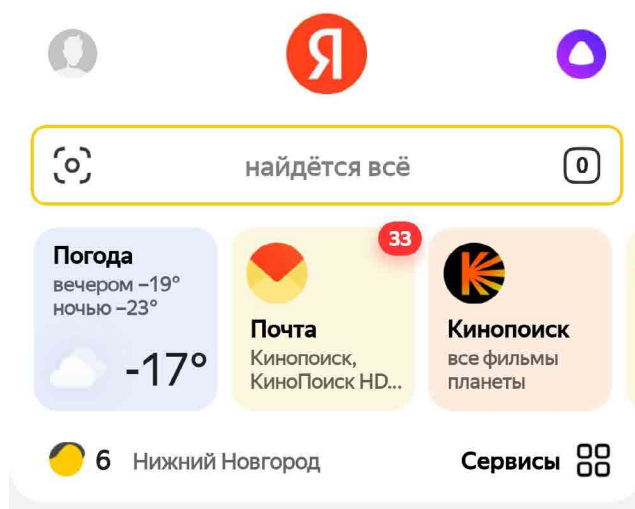 Я
найдётся всё
0
Погода
вечером –19°
ночью –23°
-17°
33
Почта
Кинопоиск,
КиноПоиск HD...
Кинопоиск
все фильмы
планеты
6 Нижний Новгород
Сервисы